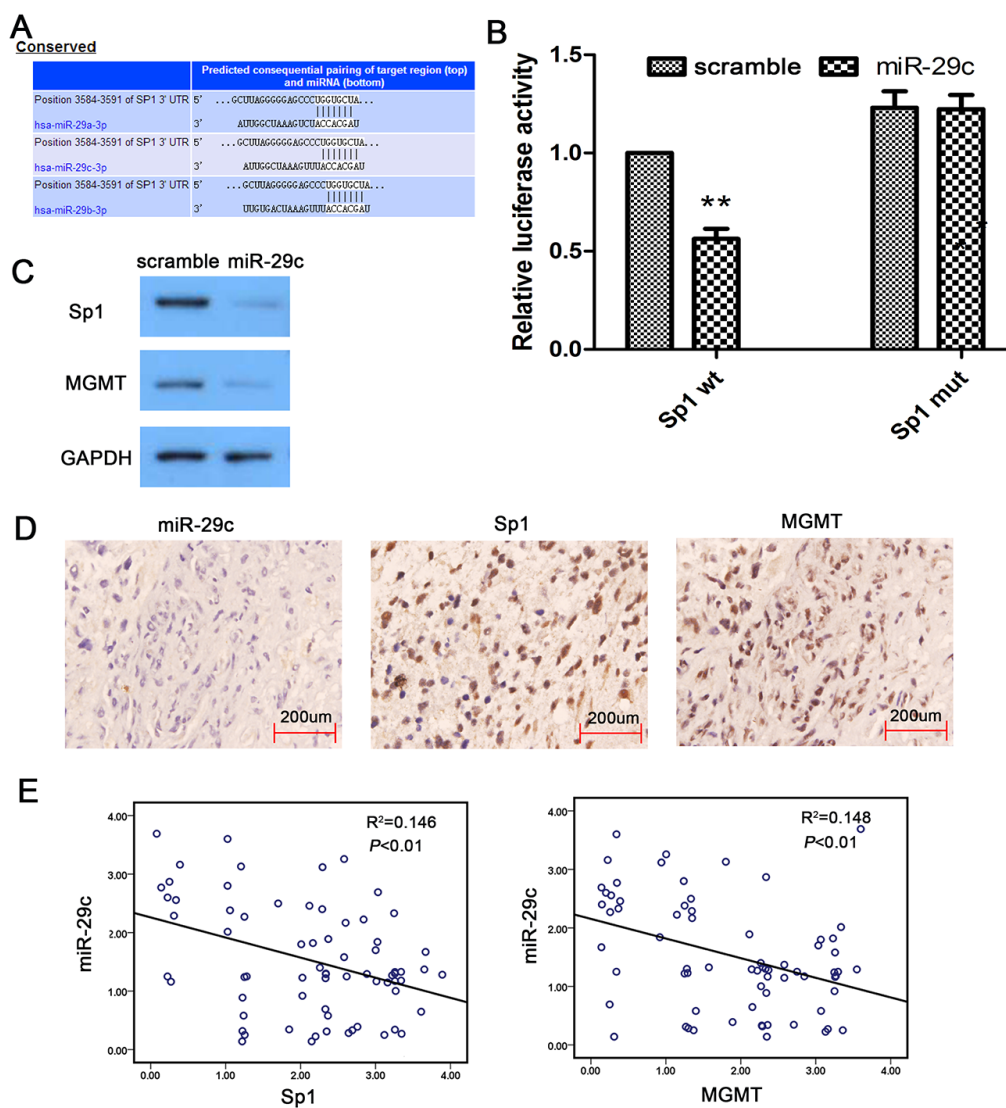 A
Conserved
Predicted consequential pairing of target region (top)
and miRNA (bottom)
Position 3584-3591 of SP1 3' UTR 5' ...GCUUAGGGGGAGCCCUGGUGCUA...
hsa-miR-29a-3p 3' AUUGGCUAAAGUCUACCACGAU
Position 3584-3591 of SP1 3' UTR 5' ...GCUUAGGGGGAGCCCUGGUGCUA...
hsa-miR-29c-3p 3' AUUGGCUAAAGUUUACCACGAU
Position 3584-3591 of SP1 3' UTR 5' ...GCUUAGGGGGAGCCCUGGUGCUA...
hsa-miR-29b-3p 3' UUGUGACUAAAGUUUACCACGAU
B
Relative luciferase activity
1.5
1.0
0.5
0.0
scramble miR-29c
**
Sp1 wt
Sp1 mut
C
scramble miR-29c
Sp1
MGMT
GAPDH
D
miR-29c
200um
Sp1
200um
MGMT
200um
E
miR-29c
4.00
3.00
2.00
1.00
0.00
R²=0.146
P<0.01
0.00 1.00 2.00 3.00 4.00
Sp1
miR-29c
4.00
3.00
2.00
1.00
0.00
R²=0.148
P<0.01
0.00 1.00 2.00 3.00 4.00
MGMT